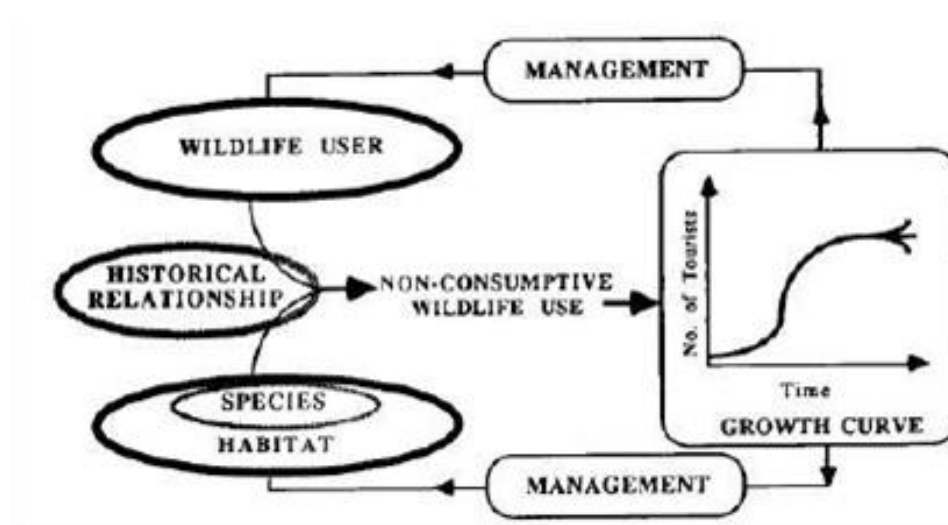 MANAGEMENT
WILDLIFE USER
HISTORICAL
RELATIONSHIP
NON-CONSUMPTIVE
WILDLIFE USE
No. of Tourists
Time
GROWTH CURVE
SPECIES
HABITAT
MANAGEMENT